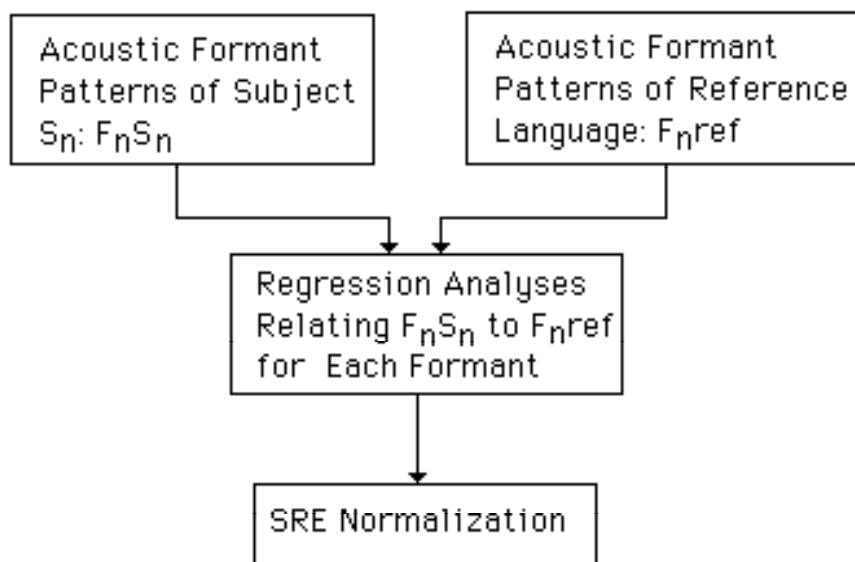 Acoustic Formant
Patterns of Subject
Sn: FnSn
Acoustic Formant
Patterns of Reference
Language: Fnref
Regression Analyses
Relating FnSn to Fnref
for Each Formant
SRE Normalization